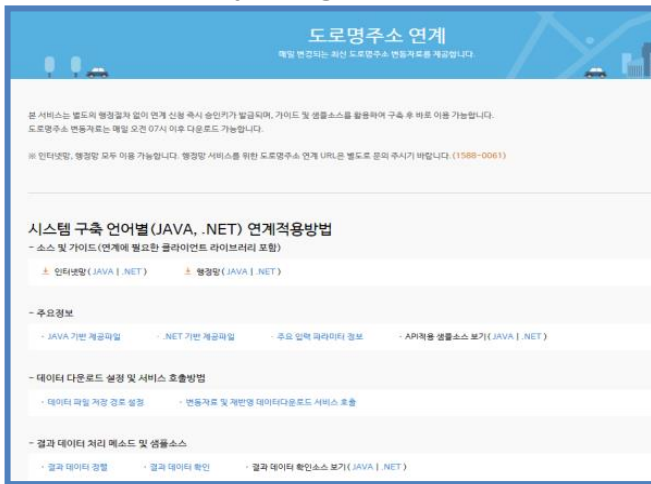 도로명주소 연계
매일 변경되는 최신 도로명주소 변동자료를 제공합니다.
본 서비스는 별도의 행정절차 없이 연계 신청 즉시 승인키가 발급되며, 가이드 및 샘플소스를 활용하여 구축 후 바로 이용 가능합니다.
도로명주소 변동자료는 매일 오전 07시 이후 다운로드 가능합니다.
※ 인터넷망, 행정망 모두 이용 가능합니다. 행정망 서비스를 위한 도로명주소 연계 URL은 별도로 문의 주시기 바랍니다. (1588-0061)
시스템 구축 언어별(JAVA, .NET) 연계적용방법
- 소스 및 가이드(연계에 필요한 클라이언트 라이브러리 포함)
인터넷망( JAVA | .NET ) 행정망( JAVA | .NET )
- 주요정보
· JAVA 기반 제공파일 · .NET 기반 제공파일 · 주요 입력 파라미터 정보 · API적용 샘플소스 보기( JAVA | .NET )
- 데이터 다운로드 설정 및 서비스 호출방법
· 데이터 파일 저장 경로 설정 · 변동자료 및 재반영 데이터다운로드 서비스 호출
- 결과 데이터 처리 메소드 및 샘플소스
· 결과 데이터 정렬 · 결과 데이터 확인 · 결과 데이터 확인소스 보기( JAVA | .NET )